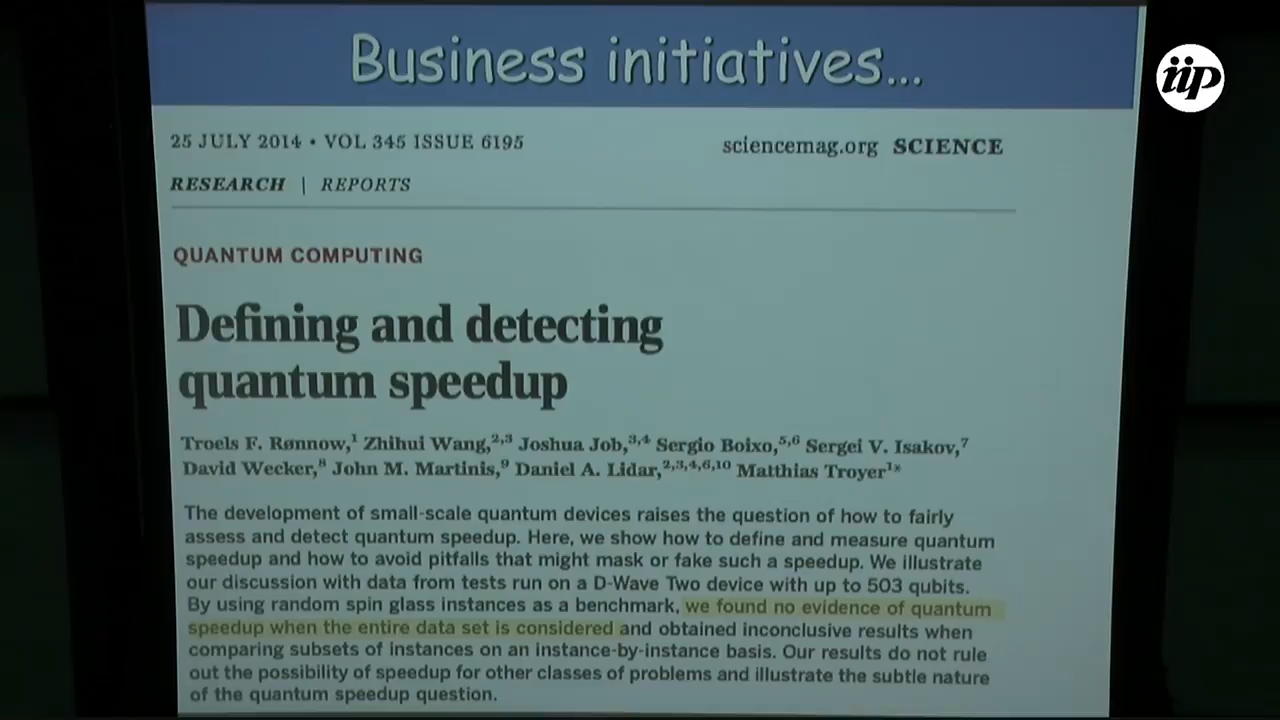 Business initiatives...
iip
25 JULY 2014 • VOL 345 ISSUE 6195
sciencemag.org SCIENCE
RESEARCH | REPORTS
QUANTUM COMPUTING
Defining and detecting
quantum speedup
Troels F. Rønnow,¹ Zhihui Wang,²,³ Joshua Job,³,⁴ Sergio Boixo,⁵,⁶ Sergei V. Isakov,⁷
David Wecker,⁸ John M. Martinis,⁹ Daniel A. Lidar,²,³,⁴,⁶,¹⁰ Matthias Troyer¹*
The development of small-scale quantum devices raises the question of how to fairly
assess and detect quantum speedup. Here, we show how to define and measure quantum
speedup and how to avoid pitfalls that might mask or fake such a speedup. We illustrate
our discussion with data from tests run on a D-Wave Two device with up to 503 qubits.
By using random spin glass instances as a benchmark, we found no evidence of quantum
speedup when the entire data set is considered and obtained inconclusive results when
comparing subsets of instances on an instance-by-instance basis. Our results do not rule
out the possibility of speedup for other classes of problems and illustrate the subtle nature
of the quantum speedup question.